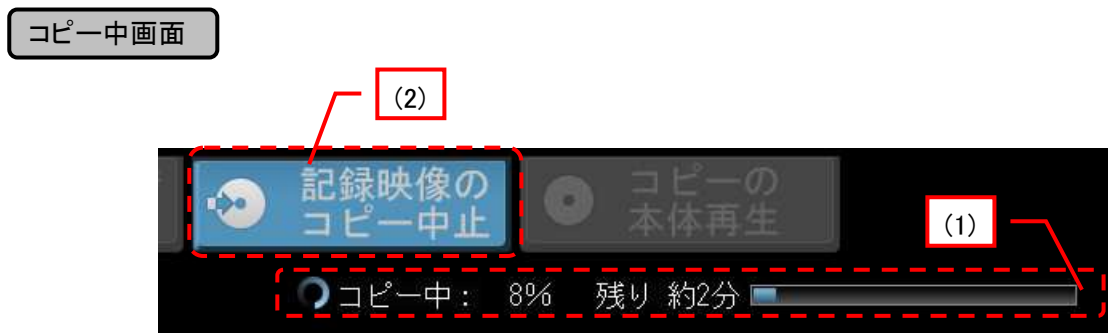 コピー中画面
(2)
記録映像の
コピー中止
コピーの
本体再生
(1)
コピー中： 8% 残り 約2分